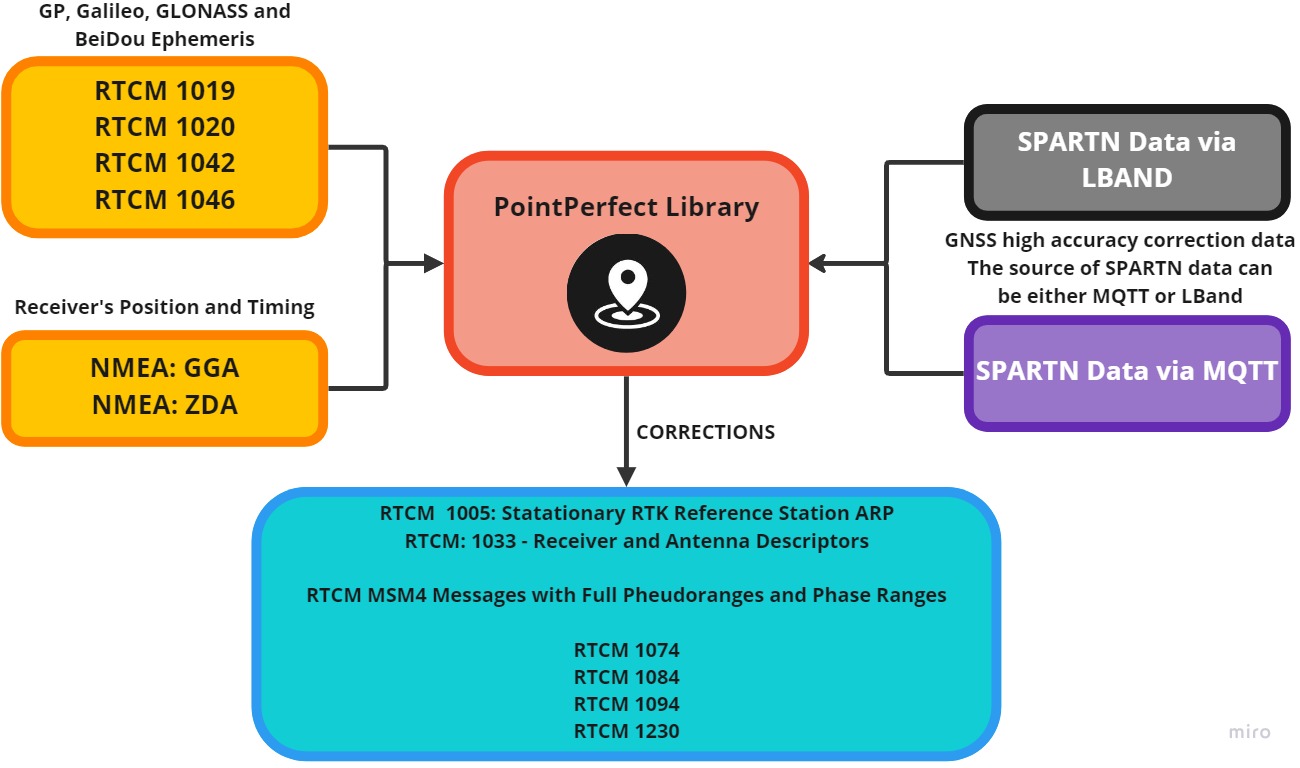 GP, Galileo, GLONASS and
BeiDou Ephemeris
RTCM 1019
RTCM 1020
RTCM 1042
RTCM 1046
Receiver's Position and Timing
NMEA: GGA
NMEA: ZDA
PointPerfect Library
SPARTN Data via
LBAND
GNSS high accuracy correction data
The source of SPARTN data can
be either MQTT or LBand
SPARTN Data via MQTT
CORRECTIONS
RTCM  1005: Statationary RTK Reference Station ARP
RTCM: 1033 - Receiver and Antenna Descriptors
RTCM MSM4 Messages with Full Pheudoranges and Phase Ranges
RTCM 1074
RTCM 1084
RTCM 1094
RTCM 1230
miro